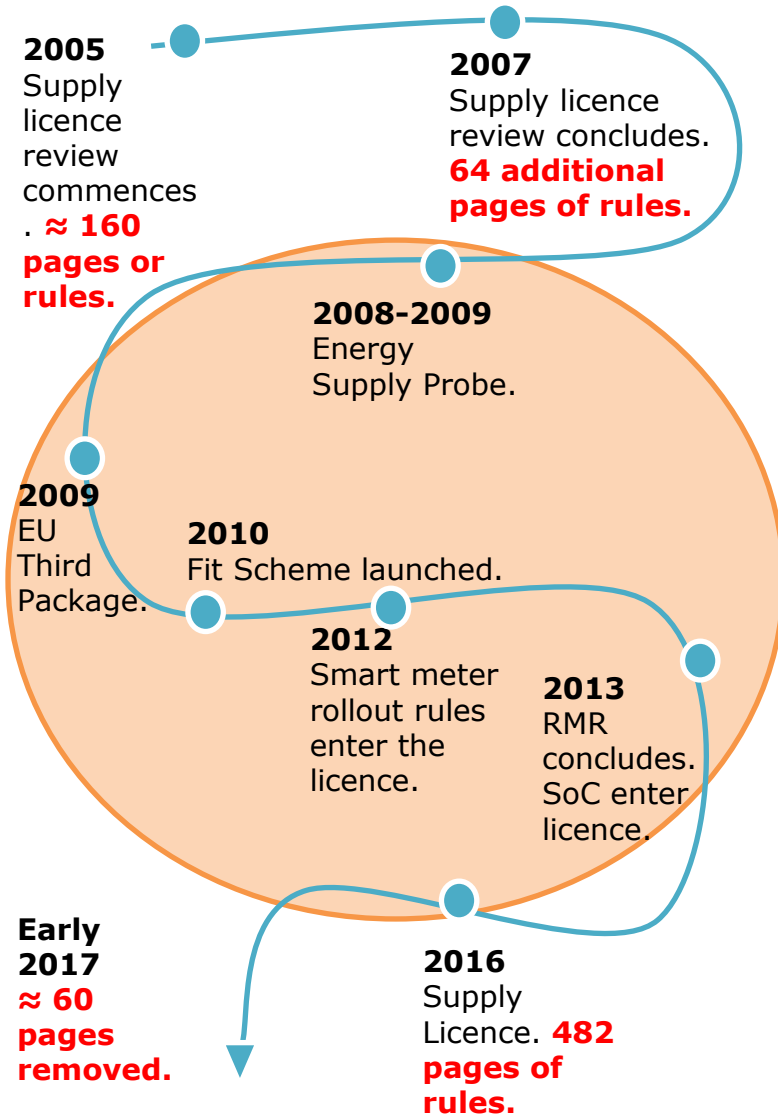 2005
Supply
licence
review
commences
. ≈ 160
pages or
rules.
2007
Supply licence
review concludes.
64 additional
pages of rules.
2008-2009
Energy
Supply Probe.
2009
EU
Third
Package.
2010
Fit Scheme launched.
2012
Smart meter
rollout rules
enter the
licence.
2013
RMR
concludes.
SoC enter
licence.
2016
Supply
Licence. 482
pages of
rules.
Early
2017
≈ 60
pages
removed.